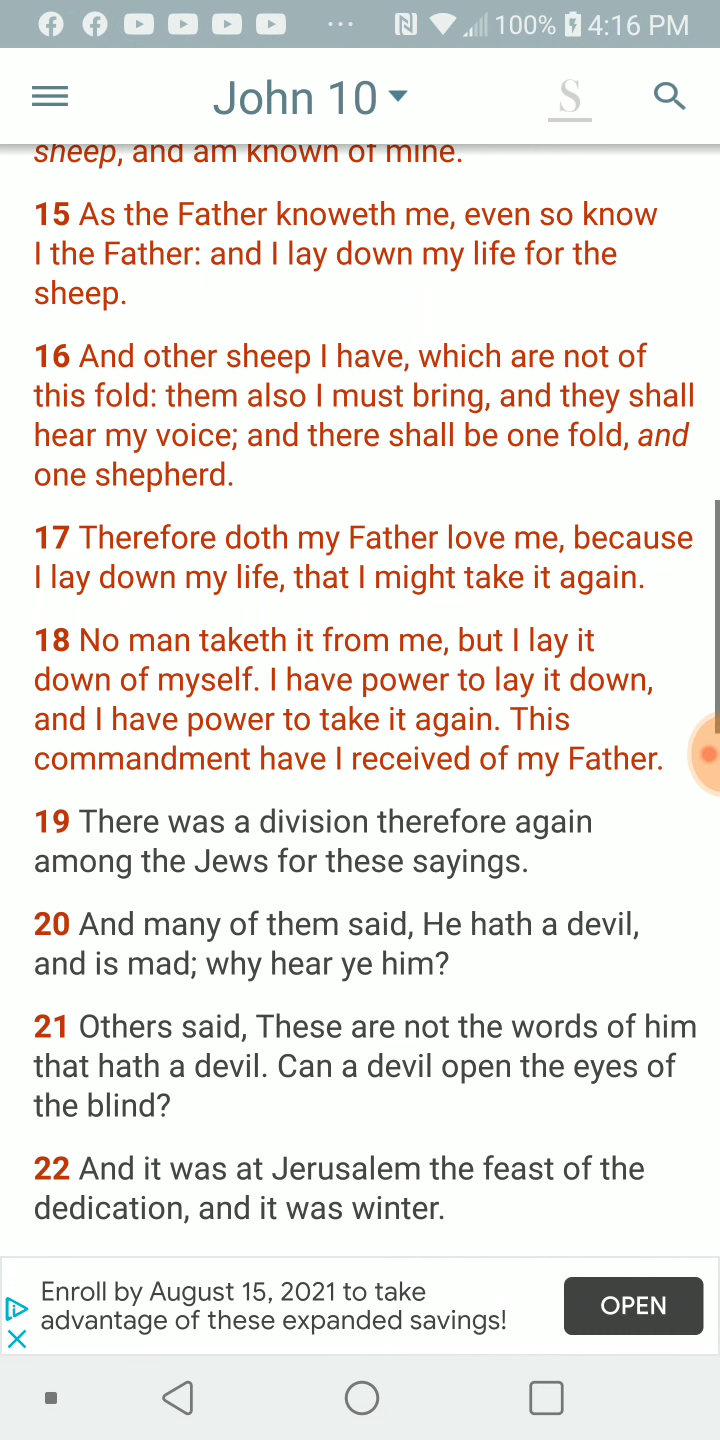 100% 4:16 PM
John 10 S
sheep, and am known of mine.
15 As the Father knoweth me, even so know
I the Father: and I lay down my life for the
sheep.
16 And other sheep I have, which are not of
this fold: them also I must bring, and they shall
hear my voice; and there shall be one fold, and
one shepherd.
17 Therefore doth my Father love me, because
I lay down my life, that I might take it again.
18 No man taketh it from me, but I lay it
down of myself. I have power to lay it down,
and I have power to take it again. This
commandment have I received of my Father.
19 There was a division therefore again
among the Jews for these sayings.
20 And many of them said, He hath a devil,
and is mad; why hear ye him?
21 Others said, These are not the words of him
that hath a devil. Can a devil open the eyes of
the blind?
22 And it was at Jerusalem the feast of the
dedication, and it was winter.
Enroll by August 15, 2021 to take
advantage of these expanded savings!
OPEN